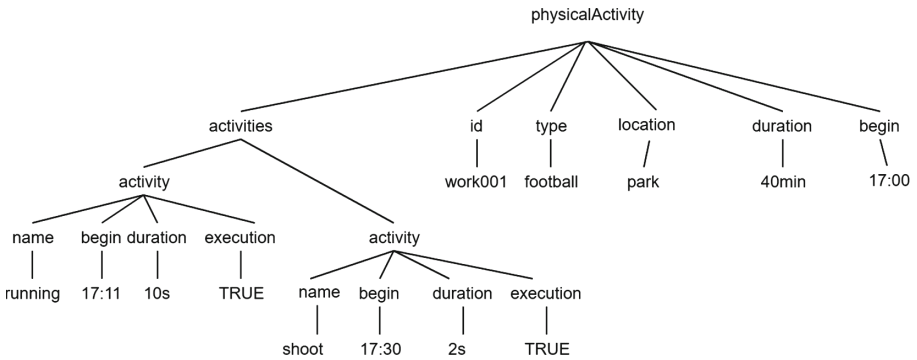 physicalActivity
activities id type location duration begin
activity work001 football park 40min 17:00
name begin duration execution activity
running 17:11 10s TRUE name begin duration execution
shoot 17:30 2s TRUE